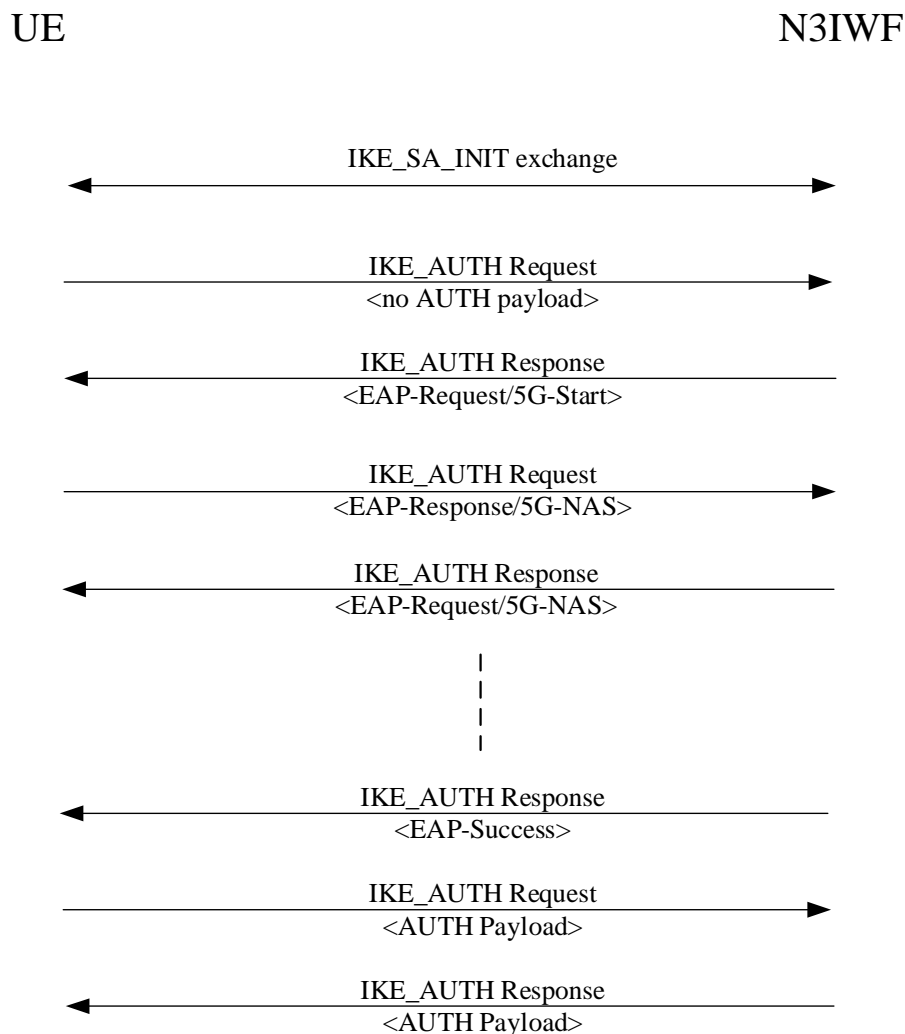 UE N3IWF
IKE_SA_INIT exchange
IKE_AUTH Request
<no AUTH payload>
IKE_AUTH Response
<EAP-Request/5G-Start>
IKE_AUTH Request
<EAP-Response/5G-NAS>
IKE_AUTH Response
<EAP-Request/5G-NAS>
IKE_AUTH Response
<EAP-Success>
IKE_AUTH Request
<AUTH Payload>
IKE_AUTH Response
<AUTH Payload>